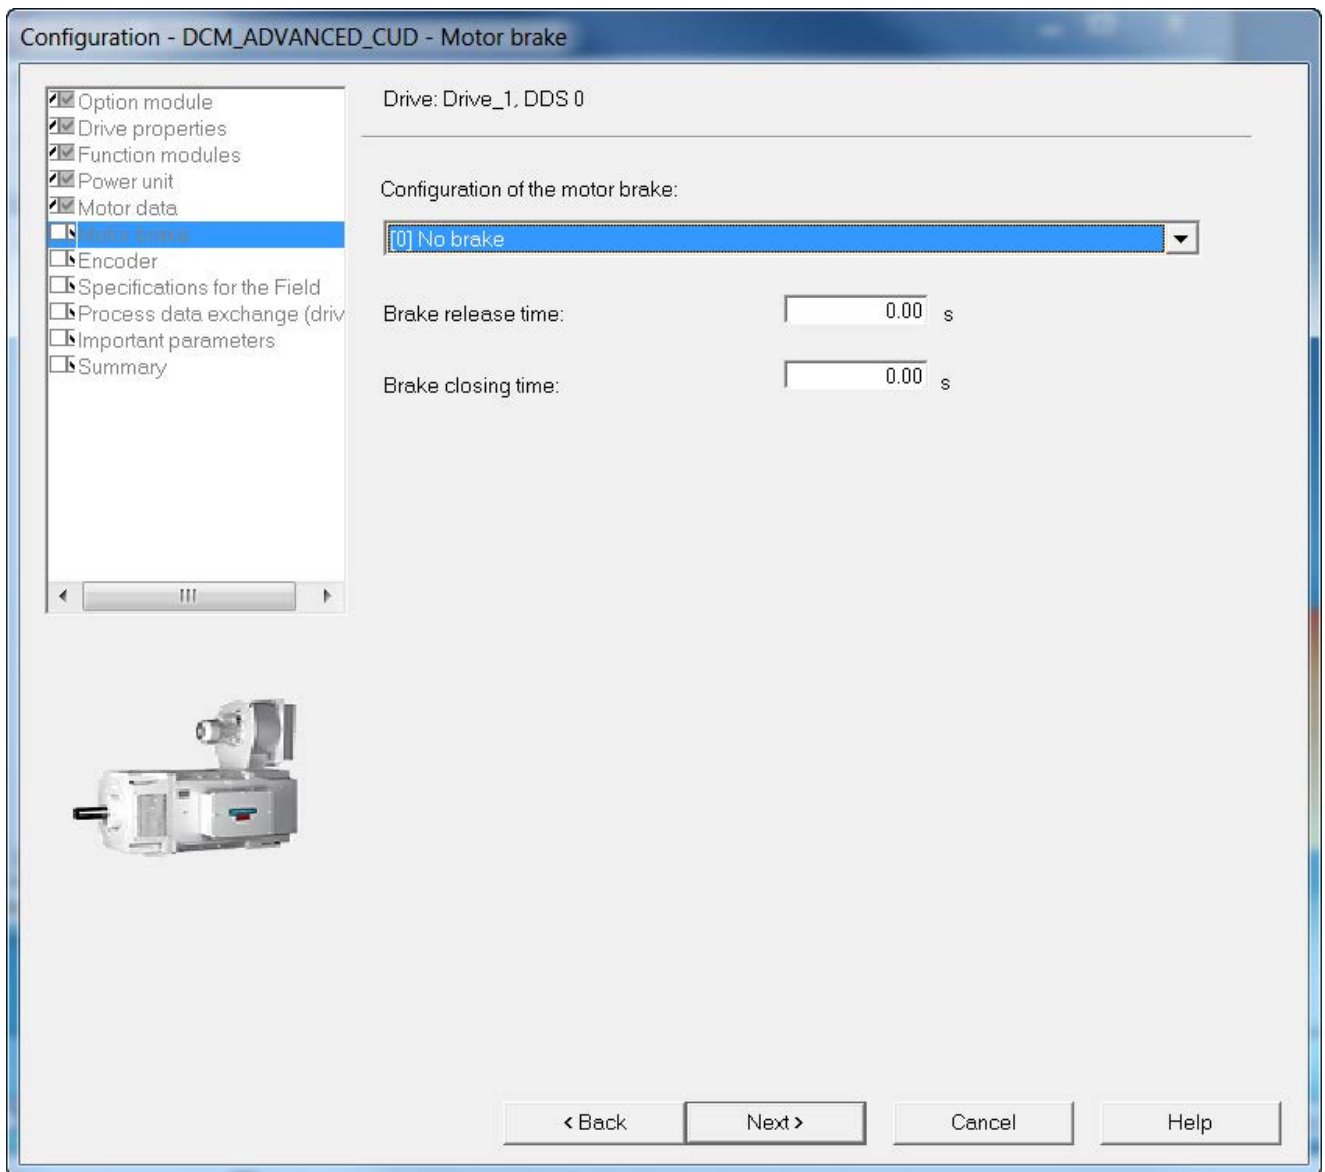 Configuration - DCM_ADVANCED_CUD - Motor brake
Option module
Drive properties
Function modules
Power unit
Motor data
Motor brake
Encoder
Specifications for the Field
Process data exchange (driv
Important parameters
Summary
Drive: Drive_1, DDS 0
Configuration of the motor brake:
[0] No brake
Brake release time:
0.00 s
Brake closing time:
0.00 s
< Back
Next >
Cancel
Help